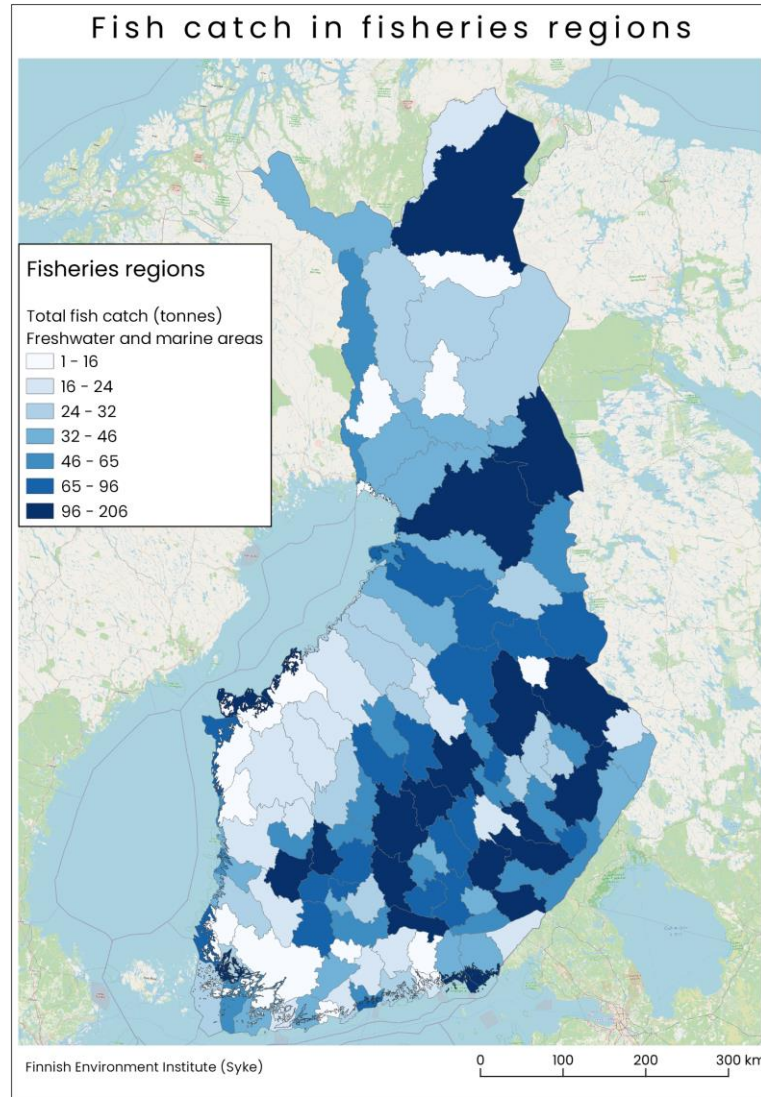 Fish catch in fisheries regions
Fisheries regions
Total fish catch (tonnes)
Freshwater and marine areas
1 - 16
16 - 24
24 - 32
32 - 46
46 - 65
65 - 96
96 - 206
Finnish Environment Institute (Syke)
0 100 200 300 km